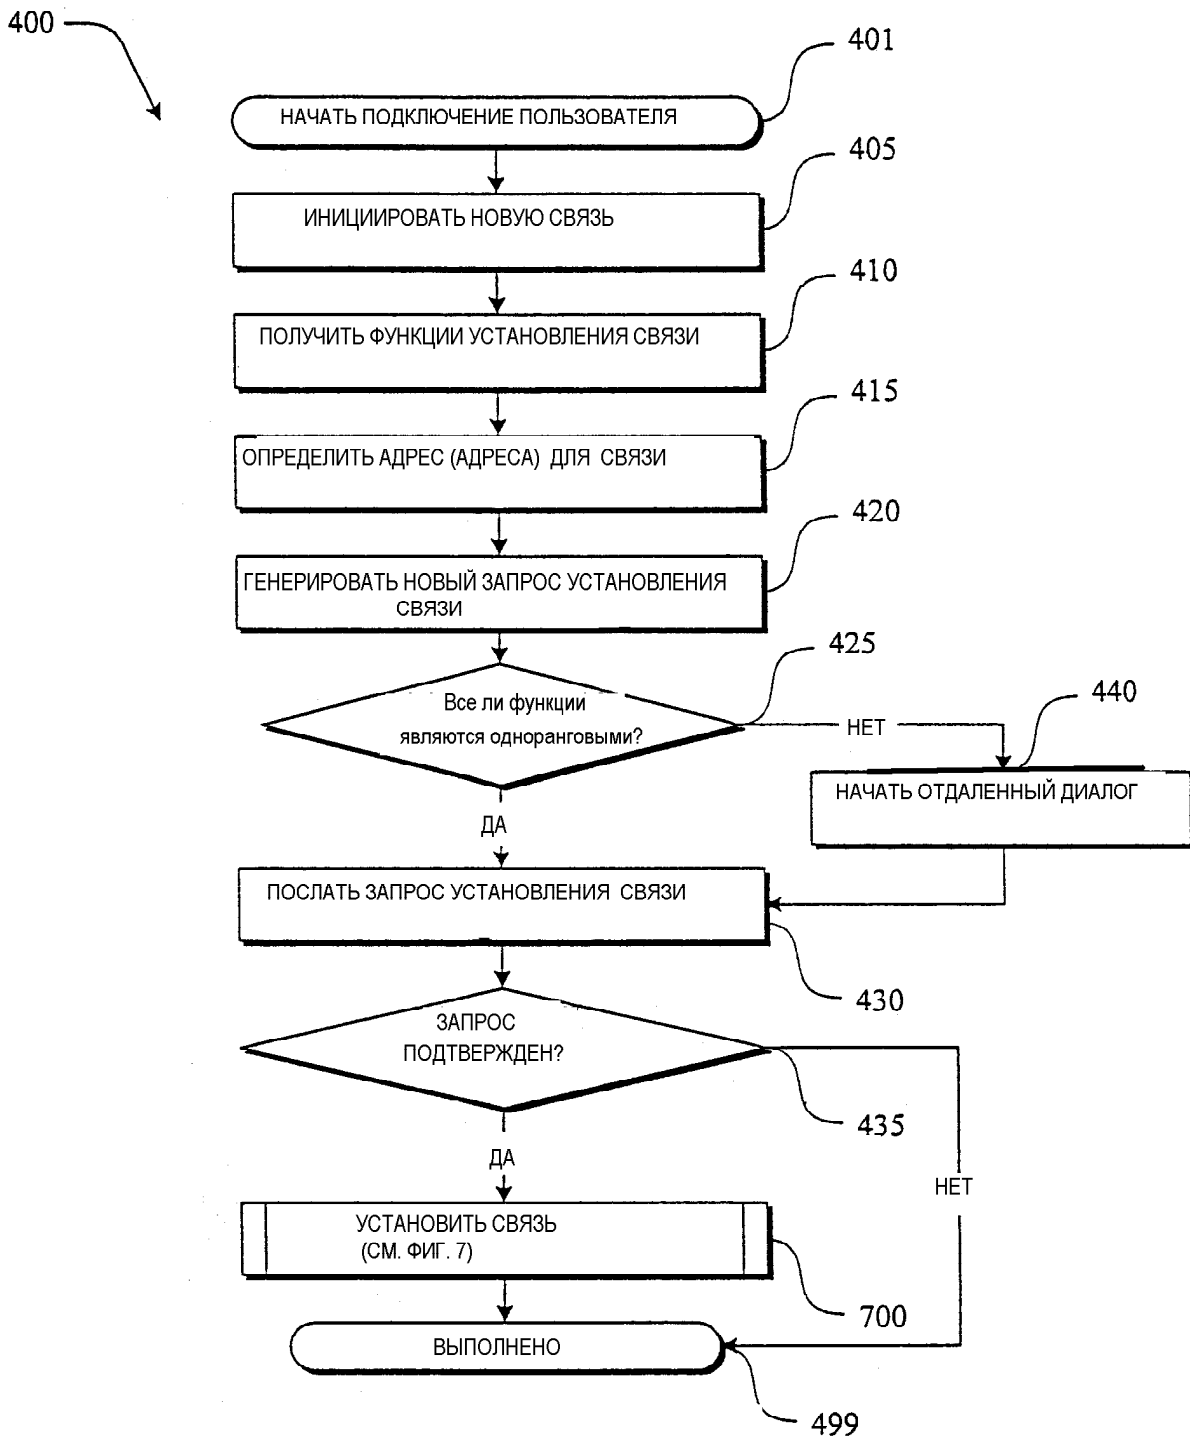 400
401
НАЧАТЬ ПОДКЛЮЧЕНИЕ ПОЛЬЗОВАТЕЛЯ
405
ИНИЦИИРОВАТЬ НОВУЮ СВЯЗЬ
410
ПОЛУЧИТЬ ФУНКЦИИ УСТАНОВЛЕНИЯ СВЯЗИ
415
ОПРЕДЕЛИТЬ АДРЕС (АДРЕСА) ДЛЯ СВЯЗИ
420
ГЕНЕРИРОВАТЬ НОВЫЙ ЗАПРОС УСТАНОВЛЕНИЯ
СВЯЗИ
425
Все ли функции
являются одноранговыми?
НЕТ
440
НАЧАТЬ ОТДАЛЕННЫЙ ДИАЛОГ
ДА
ПОСЛАТЬ ЗАПРОС УСТАНОВЛЕНИЯ СВЯЗИ
430
ЗАПРОС
ПОДТВЕРЖДЕН?
435
ДА
НЕТ
УСТАНОВИТЬ СВЯЗЬ
(СМ. ФИГ. 7)
700
ВЫПОЛНЕНО
499